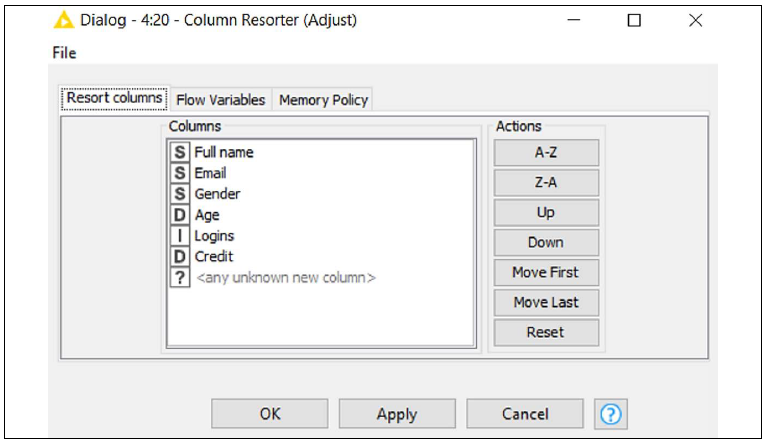 Dialog - 4:20 - Column Resorter (Adjust)
File
Resort columns Flow Variables Memory Policy
Columns
S Full name
S Email
S Gender
D Age
I Logins
D Credit
? <any unknown new column>
Actions
A-Z
Z-A
Up
Down
Move First
Move Last
Reset
OK Apply Cancel ?